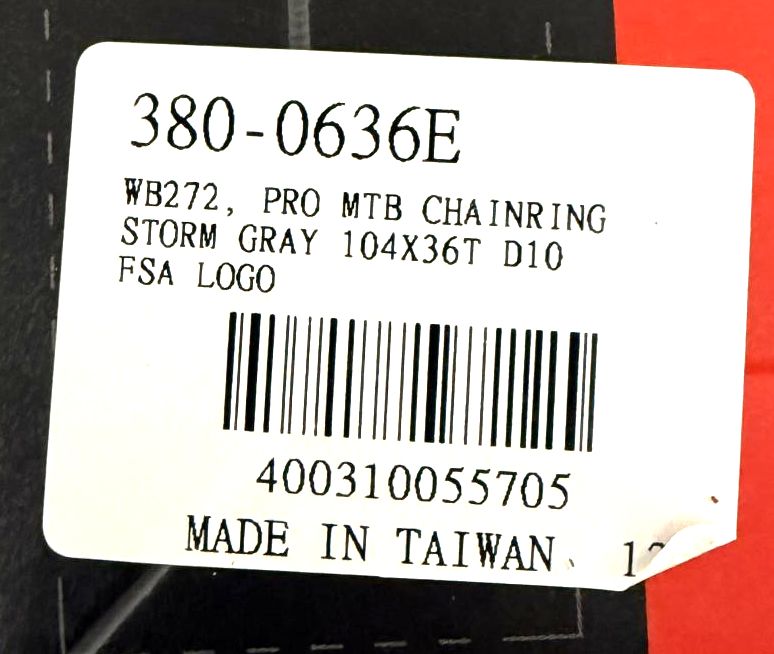 380-0636E
WB272, PRO MTB CHAINRING
STORM GRAY 104X36T D10
FSA LOGO
400310055705
MADE IN TAIWAN